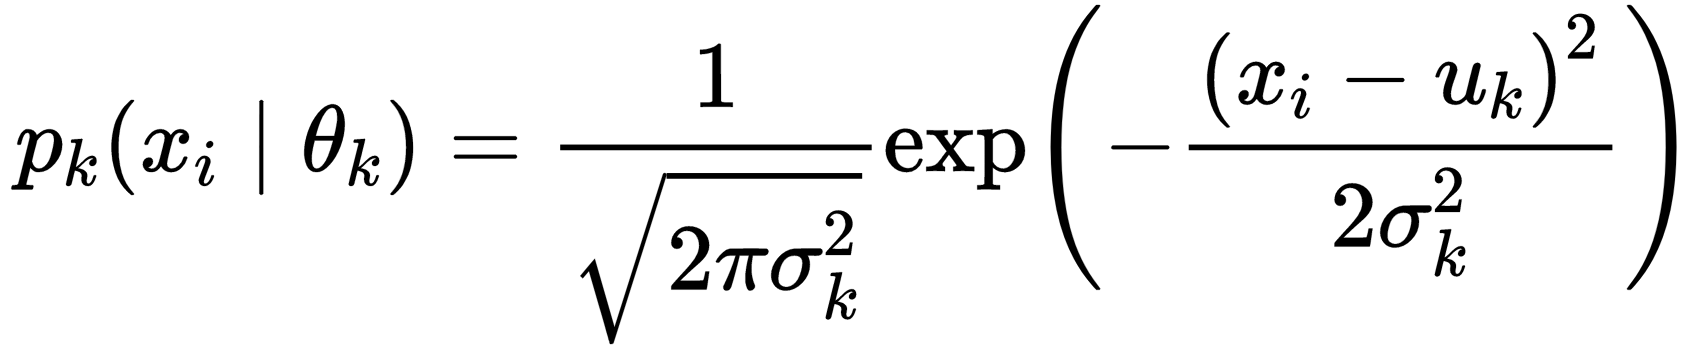 p_k(x_i | θ_k) = \frac{1}{\sqrt{2πσ_k^2}} exp(-\frac{(x_i - u_k)^2}{2σ_k^2})